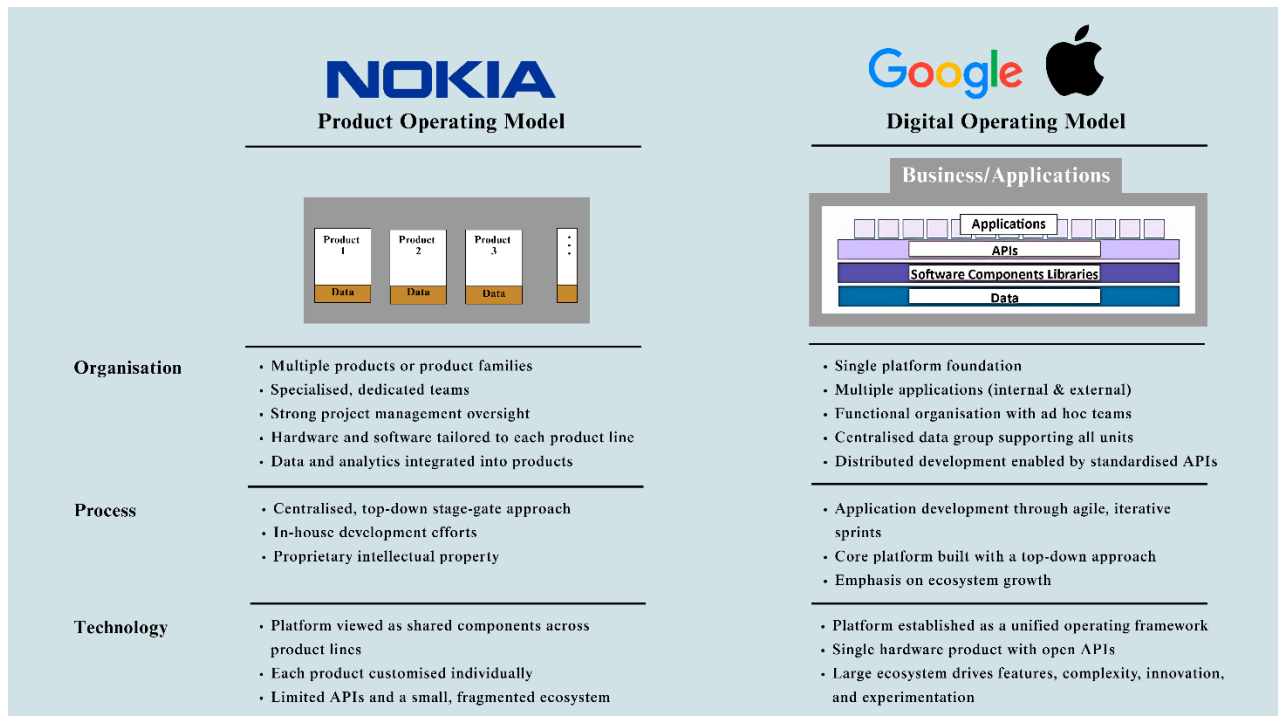 NOKIA
Product Operating Model
Product
1
Data
Product
2
Data
Product
3
Data
Google
Digital Operating Model
Business/Applications
Applications
APIs
Software Components Libraries
Data
Organisation
• Multiple products or product families
• Specialised, dedicated teams
• Strong project management oversight
• Hardware and software tailored to each product line
• Data and analytics integrated into products
• Single platform foundation
• Multiple applications (internal & external)
• Functional organisation with ad hoc teams
• Centralised data group supporting all units
• Distributed development enabled by standardised APIs
Process
• Centralised, top-down stage-gate approach
• In-house development efforts
• Proprietary intellectual property
• Application development through agile, iterative
sprints
• Core platform built with a top-down approach
• Emphasis on ecosystem growth
Technology
• Platform viewed as shared components across
product lines
• Each product customised individually
• Limited APIs and a small, fragmented ecosystem
• Platform established as a unified operating framework
• Single hardware product with open APIs
• Large ecosystem drives features, complexity, innovation,
and experimentation